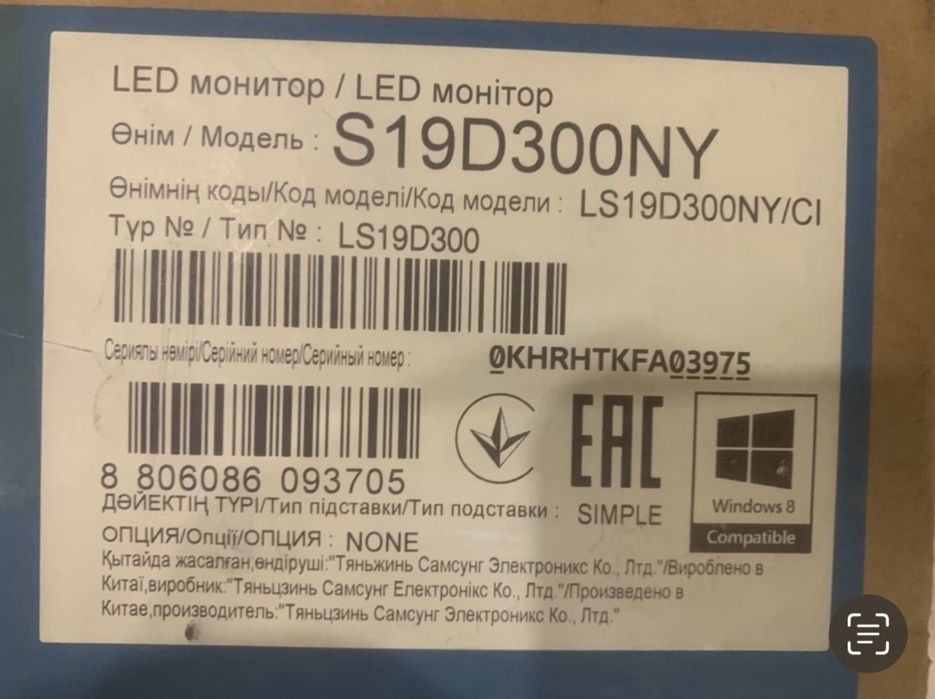 LED монитор / LED монітор
Өнім / Модель : S19D300NY
Өнімнің коды/Код моделі/Код модели : LS19D300NY/CI
Түр № / Тип № : LS19D300
Сериялы нөмірі/Серійний номер/Серийный номер : 0KHRHTKFA03975
8 806086 093705
EAC
Windows 8
Compatible
ДӘЙЕКТІҢ ТҮРІ/Тип підставки/Тип подставки : SIMPLE
ОПЦИЯ/Опції/ОПЦИЯ : NONE
Қытайда жасалған,өндіруші:"Тяньжинь Самсунг Электроникс Ко., Лтд."/Вироблено в
Китаї,виробник:"Тяньцзинь Самсунг Електронікс Ко., Лтд."/Произведено в
Китае,производитель:"Тяньцзинь Самсунг Электроникс Ко., Лтд."